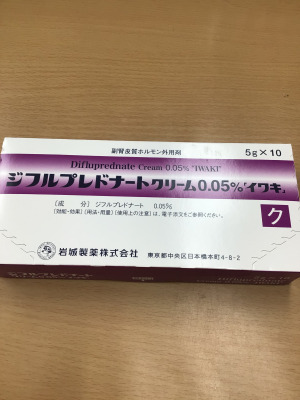 副腎皮質ホルモン外用剤
5g×10
Difluprednate Cream 0.05% "IWAKI"
ジフルプレドナートクリーム0.05%「イワキ」
[成 分] ジフルプレドナート 0.05%
[効能・効果] [用法・用量] [使用上の注意] は、電子添文をご参照ください。
ク
岩城製薬株式会社
東京都中央区日本橋本町4-8-2